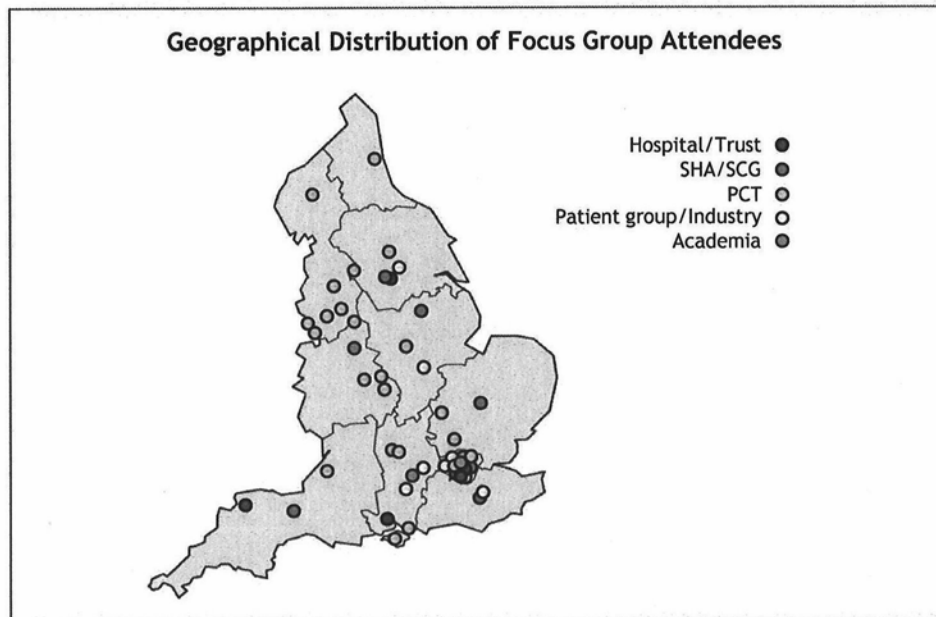 Geographical Distribution of Focus Group Attendees
Hospital/Trust
SHA/SCG
PCT
Patient group/Industry
Academia